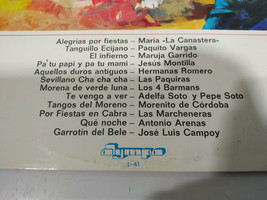 Alegrías por fiestas – María «La Canastera»
Tanguillo Ecijano – Paquito Vargas
El infierno – Maruja Garrido
Pa' tu papi y pa tu mami – Jesús Montilla
Aquellos duros antiguos – Hermanas Romero
Sevillano Cha cha cha – Las Paquiras
Morena de verde luna – Los 4 Barmans
Te vengo a ver – Adelfa Soto y Pepe Soto
Tangos del Moreno – Morenito de Córdoba
Por Fiestas en Cabra – Las Marcheneras
Qué noche – Antonio Arenas
Garrotín del Bele – José Luis Campoy
olympo
L-41